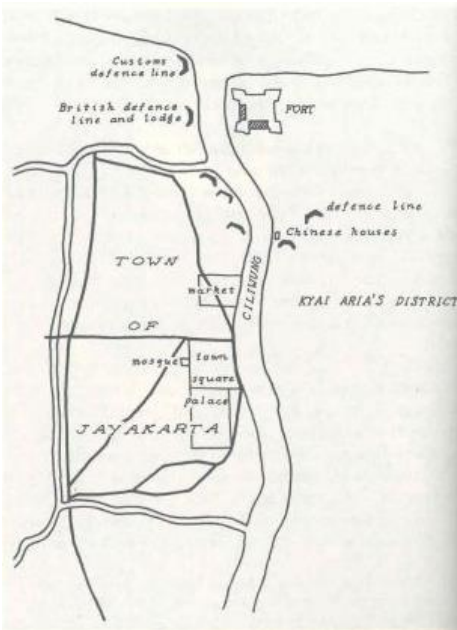 Customs
defence line
British defence
line and lodge
FORT
defence line
Chinese houses
TOWN
market
CILIWUNG
KYAI ARIA'S DISTRICT
OF
mosque
town
square
palace
JAYAKARTA